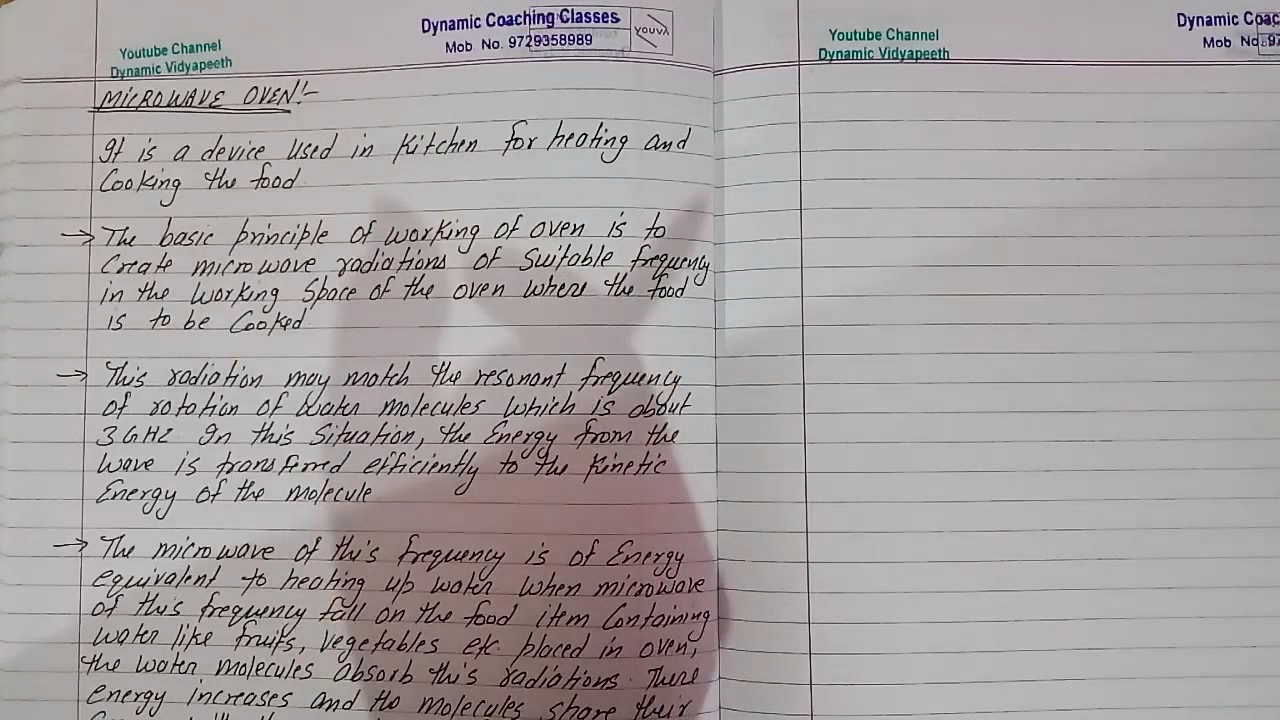 Youtube Channel
Dynamic Vidyapeeth
Dynamic Coaching Classes
Mob. No. 9729358989
youva
Youtube Channel
Dynamic Vidyapeeth
Dynamic Coac
Mob No. 97
MICROWAVE OVEN!-
It is a device used in Kitchen for heating and
Cooking the food
→ The basic principle of working of oven is to
Create microwave radiations of suitable frequency
in the working Space of the oven where the food
is to be Cooked
→ This radiation may match the resonant frequency
of rotation of water molecules which is about
3 GHz. In this Situation, the Energy from the
wave is transferred efficiently to the Kinetic
Energy of the molecule
→ The microwave of this frequency is of Energy
equivalent to heating up water when microwave
of this frequency fall on the food item Containing
water like fruits, vegetables etc. placed in oven,
the water molecules absorb this radiations. There
energy increases and the molecules share their